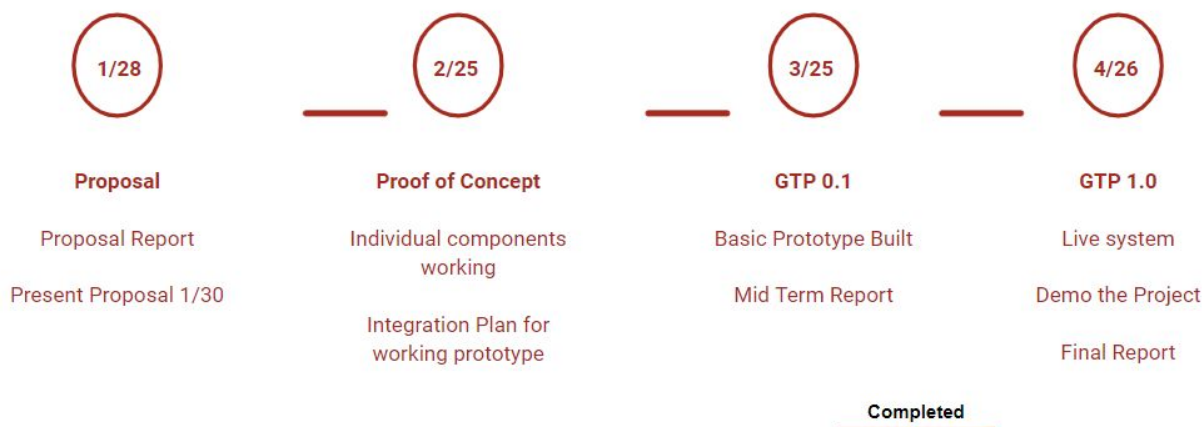 1/28
2/25
3/25
4/26
Proposal
Proof of Concept
GTP 0.1
GTP 1.0
Proposal Report
Individual components
working
Basic Prototype Built
Live system
Present Proposal 1/30
Integration Plan for
working prototype
Mid Term Report
Demo the Project
Final Report
Completed